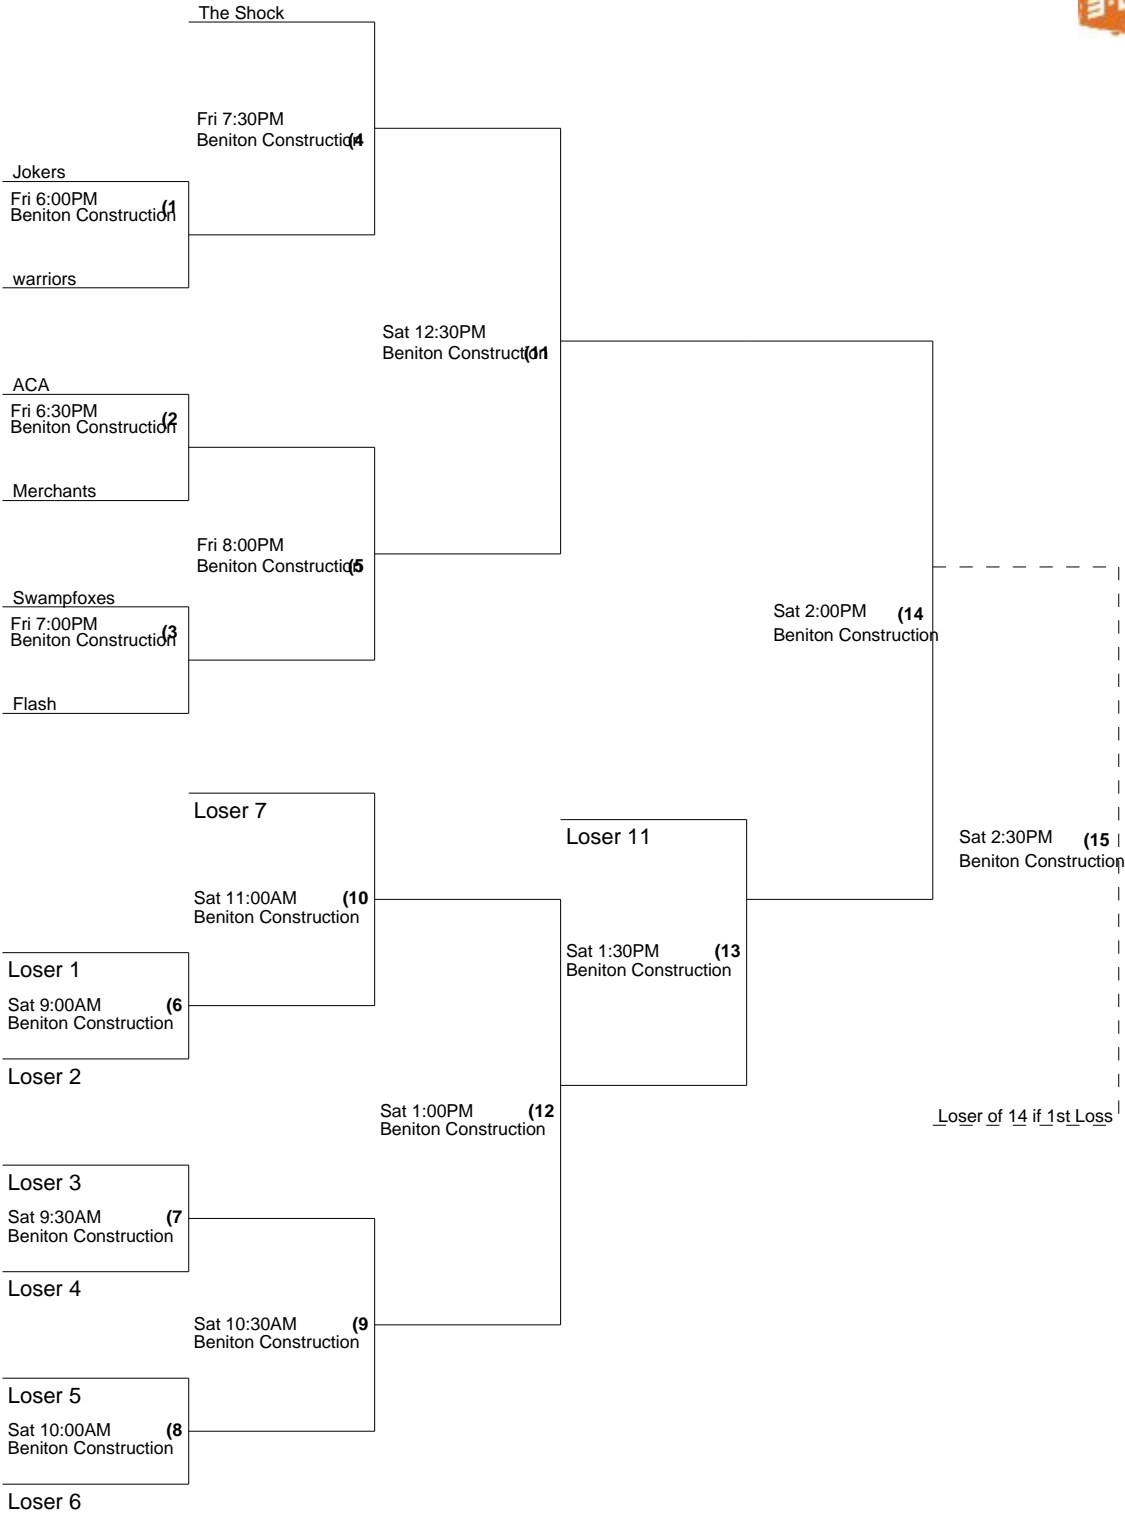 The Shock
Fri 7:30PM
Beniton Construction (4
Jokers
Fri 6:00PM
Beniton Construction (1
warriors
Sat 12:30PM
Beniton Construction (11
ACA
Fri 6:30PM
Beniton Construction (2
Merchants
Fri 8:00PM
Beniton Construction (5
Swampfoxes
Fri 7:00PM
Beniton Construction (3
Flash
Sat 2:00PM (14
Beniton Construction
Loser 7
Loser 11
Sat 2:30PM (15
Beniton Construction
Sat 11:00AM (10
Beniton Construction
Sat 1:30PM (13
Beniton Construction
Loser 1
Sat 9:00AM (6
Beniton Construction
Loser 2
Sat 1:00PM (12
Beniton Construction
Loser of 14 if 1st Loss
Loser 3
Sat 9:30AM (7
Beniton Construction
Loser 4
Sat 10:30AM (9
Beniton Construction
Loser 5
Sat 10:00AM (8
Beniton Construction
Loser 6